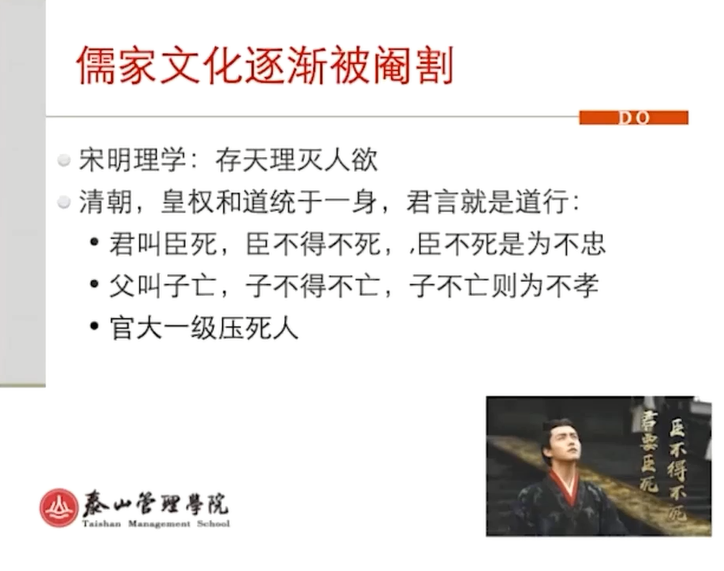 儒家文化逐渐被阉割
DO
宋明理学：存天理灭人欲
清朝，皇权和道统于一身，君言就是道行：
• 君叫臣死，臣不得不死，.臣不死是为不忠
• 父叫子亡，子不得不亡，子不亡则为不孝
• 官大一级压死人
君要臣死
臣不得不死
泰山管理学院
Taishan Management School